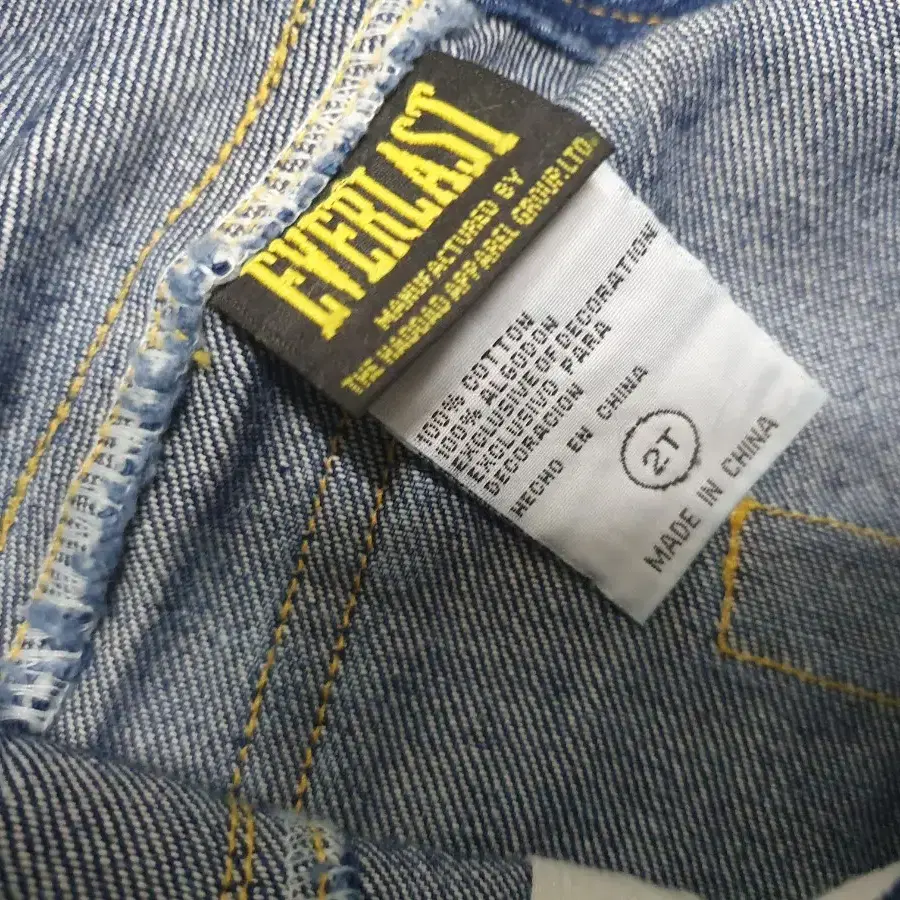 EVERLAST
MANUFACTURED BY
THE HADDAD APPAREL GROUP.LTD.
100% COTTON
100% ALGODON
EXCLUSIVE OF DECORATION
EXCLUSIVO PARA
DECORACION
HECHO EN CHINA
2T
MADE IN CHINA